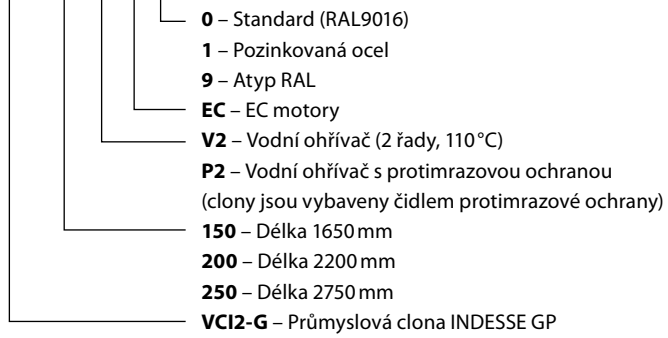 0 – Standard (RAL9016)
1 – Pozinkovaná ocel
9 – Atyp RAL
EC – EC motory
V2 – Vodní ohřívač (2 řady, 110 °C)
P2 – Vodní ohřívač s protimrazovou ochranou
(clony jsou vybaveny čidlem protimrazové ochrany)
150 – Délka 1650 mm
200 – Délka 2200 mm
250 – Délka 2750 mm
VCI2-G – Průmyslová clona INDESSE GP